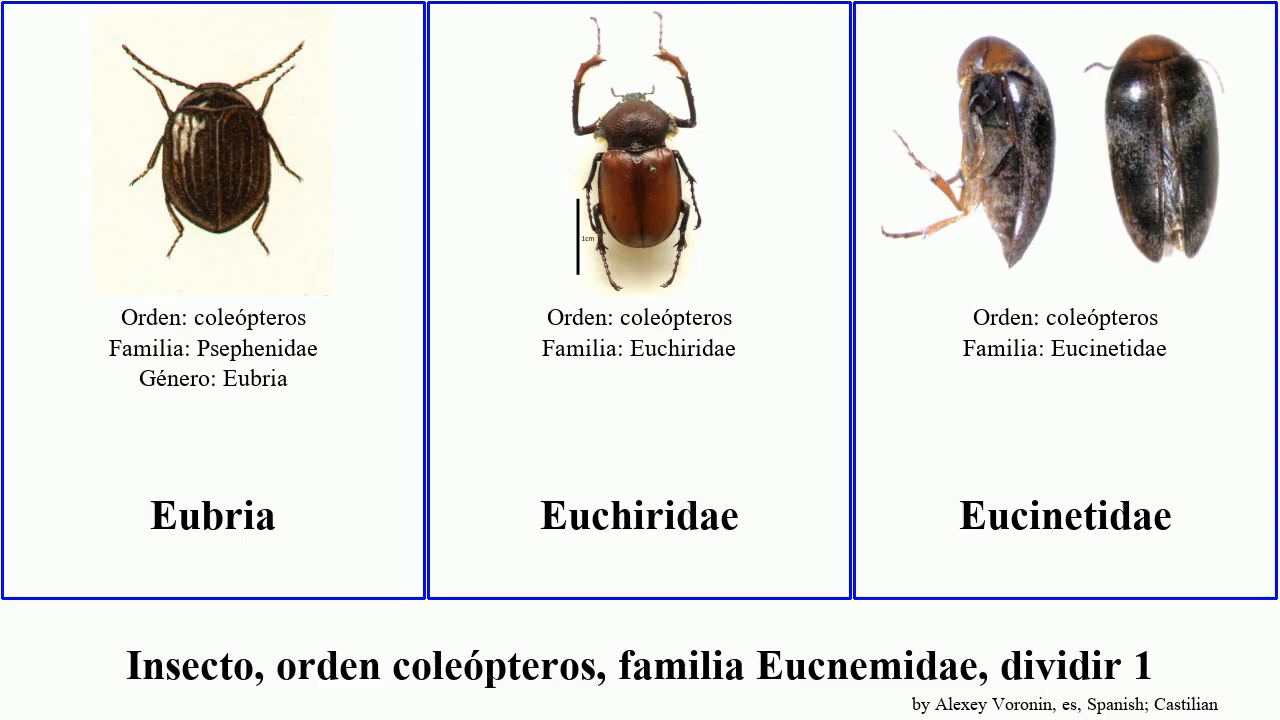 1cm
Orden: coleópteros
Familia: Psephenidae
Género: Eubria
Eubria
Orden: coleópteros
Familia: Euchiridae
Euchiridae
Orden: coleópteros
Familia: Eucinetidae
Eucinetidae
Insecto, orden coleópteros, familia Eucnemidae, dividir 1
by Alexey Voronin, es, Spanish; Castilian